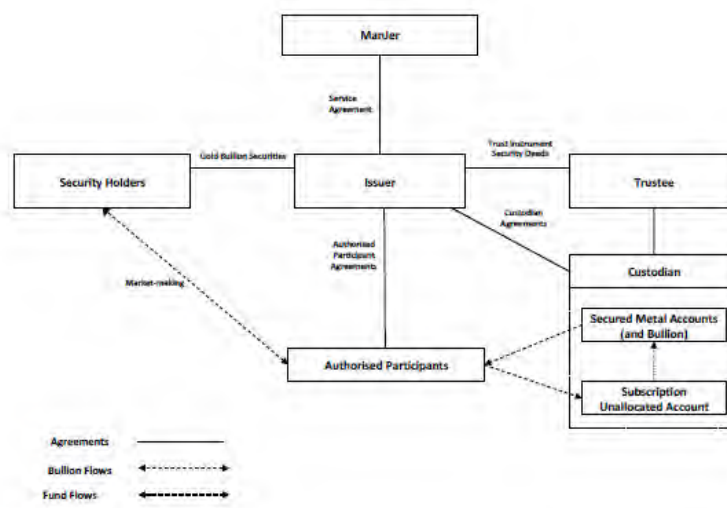 ManJer
Service
Agreement
Gold Bullion Securities
Trust Instrument
Security Deeds
Security Holders
Issuer
Trustee
Custodian
Agreements
Authorised
Participant
Agreements
Custodian
Market-making
Secured Metal Accounts
(and Bullion)
Authorised Participants
Subscription
Unallocated Account
Agreements
Bullion Flows
Fund Flows